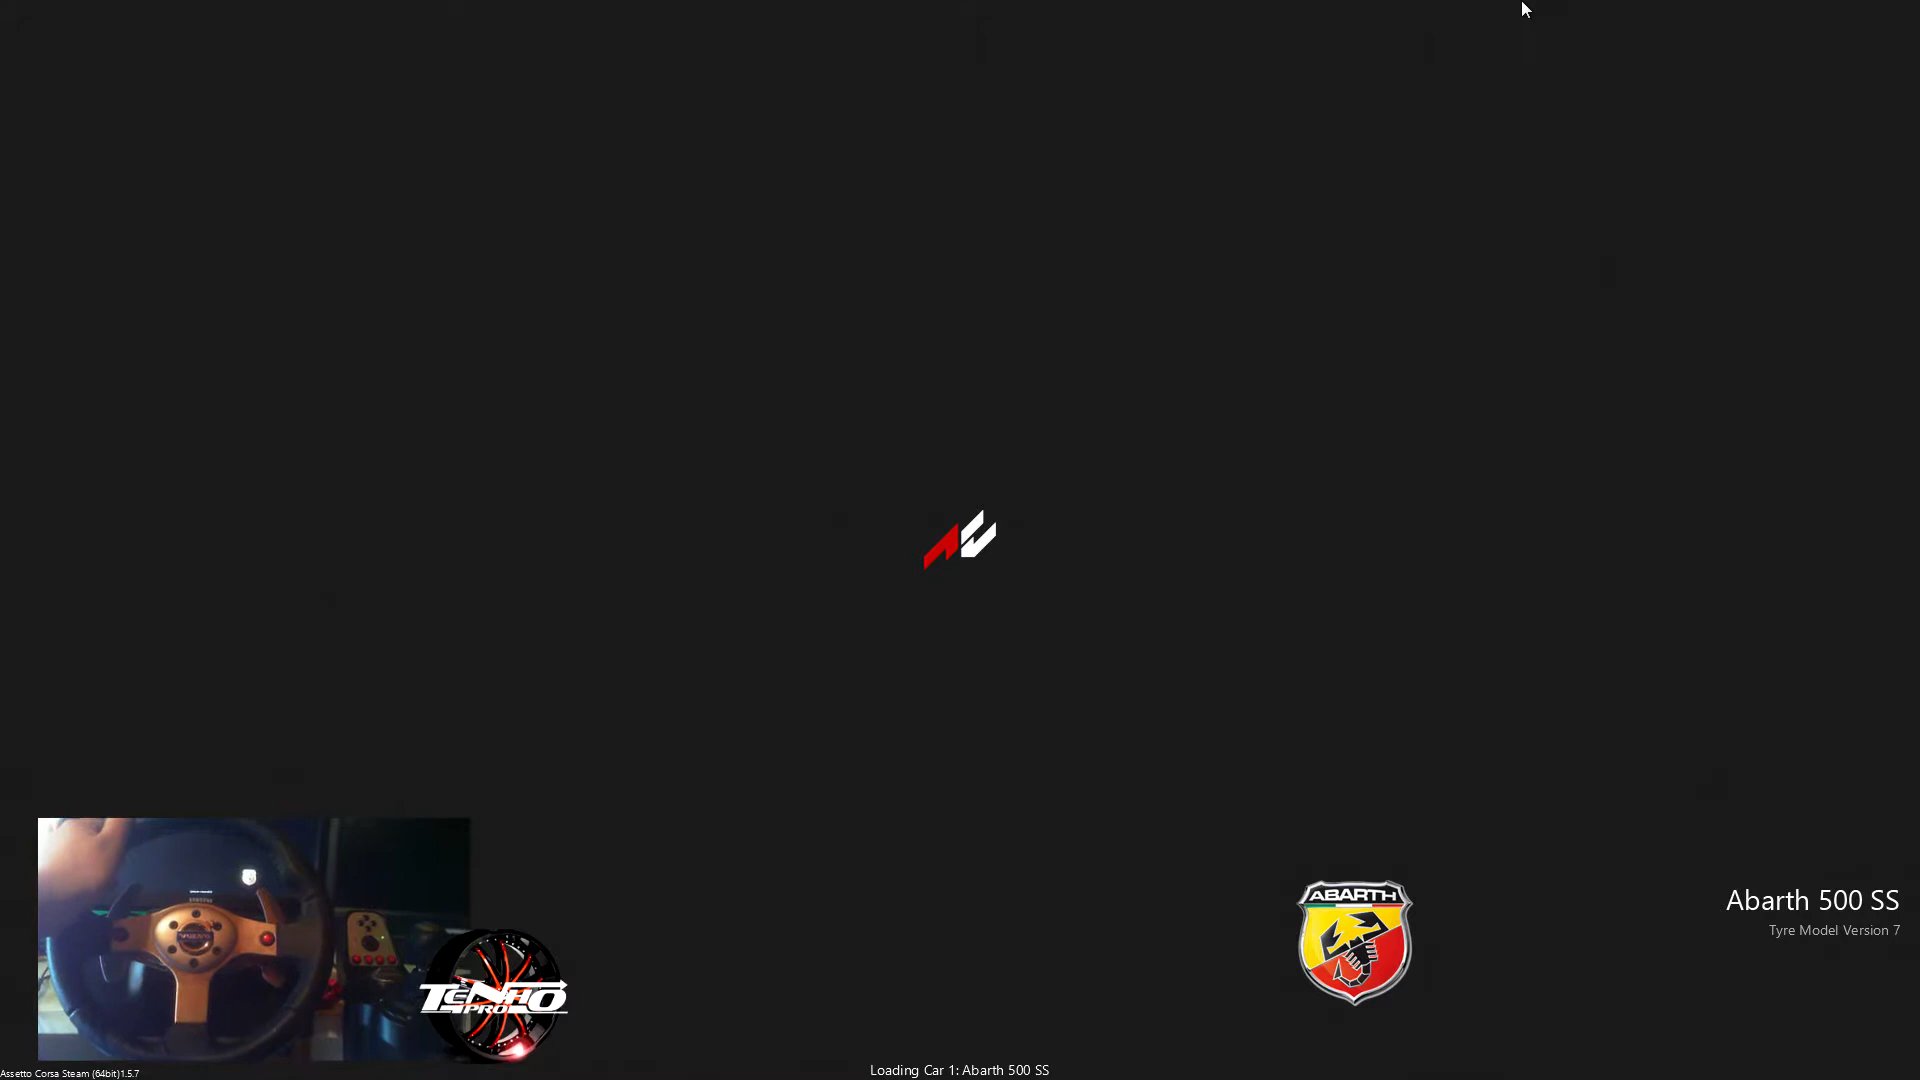 ABARTH
Abarth 500 SS
Tyre Model Version 7
TENHO
PRO
Loading Car 1: Abarth 500 SS
Assetto Corsa Steam (64bit)1.5.7